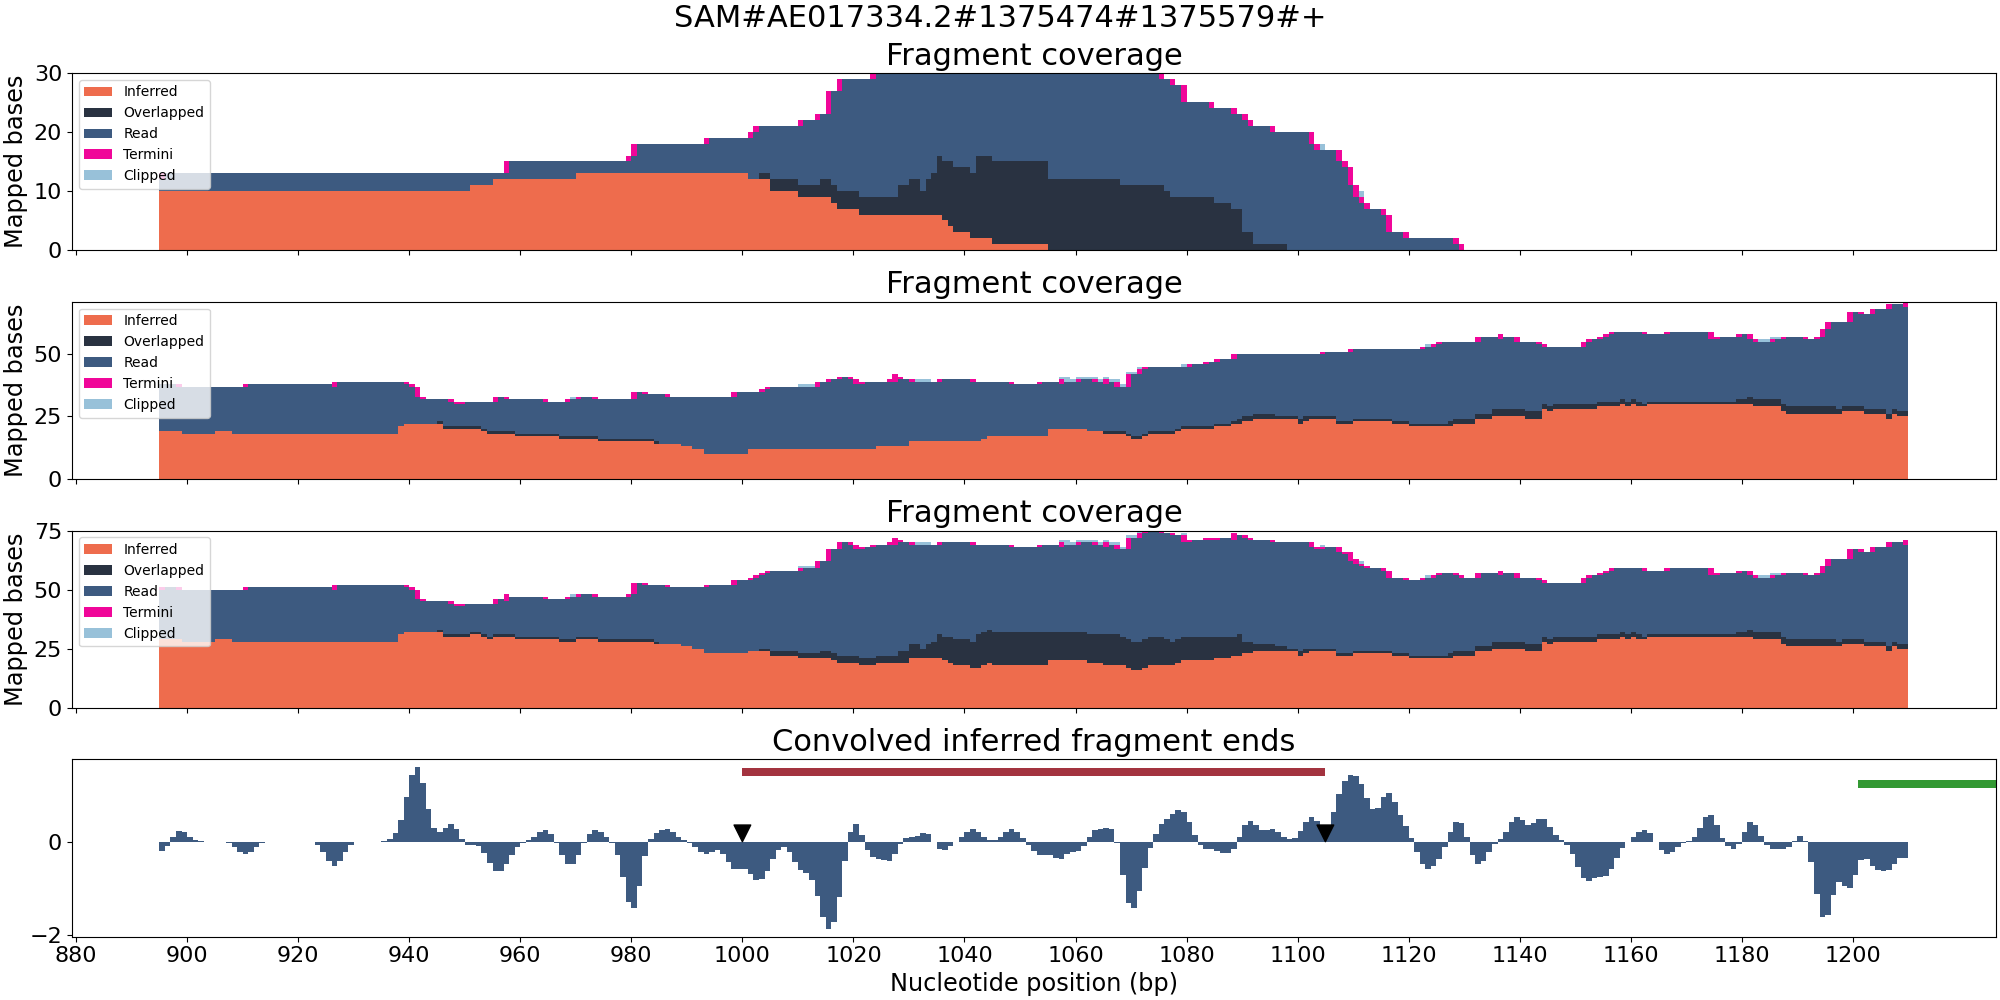 SAM#AE017334.2#1375474#1375579#+
Fragment coverage
Mapped bases
30
20
10
0
Inferred
Overlapped
Read
Termini
Clipped
Fragment coverage
Mapped bases
50
25
0
Inferred
Overlapped
Read
Termini
Clipped
Fragment coverage
Mapped bases
75
50
25
0
Inferred
Overlapped
Read
Termini
Clipped
Convolved inferred fragment ends
0
−2
880 900 920 940 960 980 1000 1020 1040 1060 1080 1100 1120 1140 1160 1180 1200
Nucleotide position (bp)